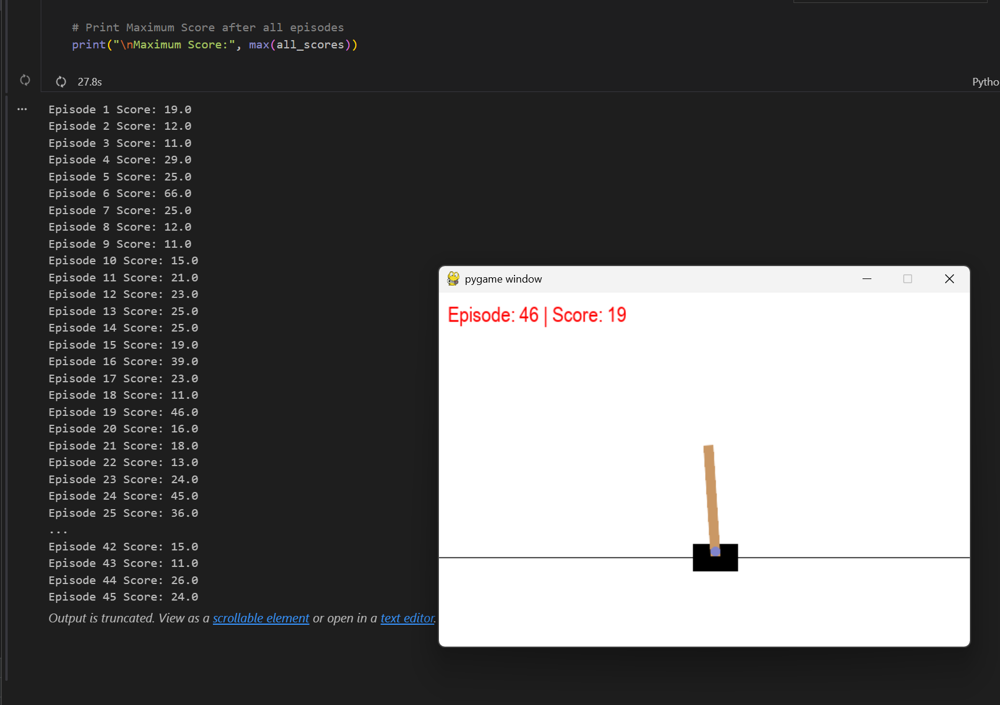 # Print Maximum Score after all episodes
print("\nMaximum Score:", max(all_scores))
27.8s
Pytho
...
Episode 1 Score: 19.0
Episode 2 Score: 12.0
Episode 3 Score: 11.0
Episode 4 Score: 29.0
Episode 5 Score: 25.0
Episode 6 Score: 66.0
Episode 7 Score: 25.0
Episode 8 Score: 12.0
Episode 9 Score: 11.0
Episode 10 Score: 15.0
Episode 11 Score: 21.0
Episode 12 Score: 23.0
Episode 13 Score: 25.0
Episode 14 Score: 25.0
Episode 15 Score: 19.0
Episode 16 Score: 39.0
Episode 17 Score: 23.0
Episode 18 Score: 11.0
Episode 19 Score: 46.0
Episode 20 Score: 16.0
Episode 21 Score: 18.0
Episode 22 Score: 13.0
Episode 23 Score: 24.0
Episode 24 Score: 45.0
Episode 25 Score: 36.0
...
Episode 42 Score: 15.0
Episode 43 Score: 11.0
Episode 44 Score: 26.0
Episode 45 Score: 24.0
Output is truncated. View as a scrollable element or open in a text editor.
pygame window
Episode: 46 | Score: 19